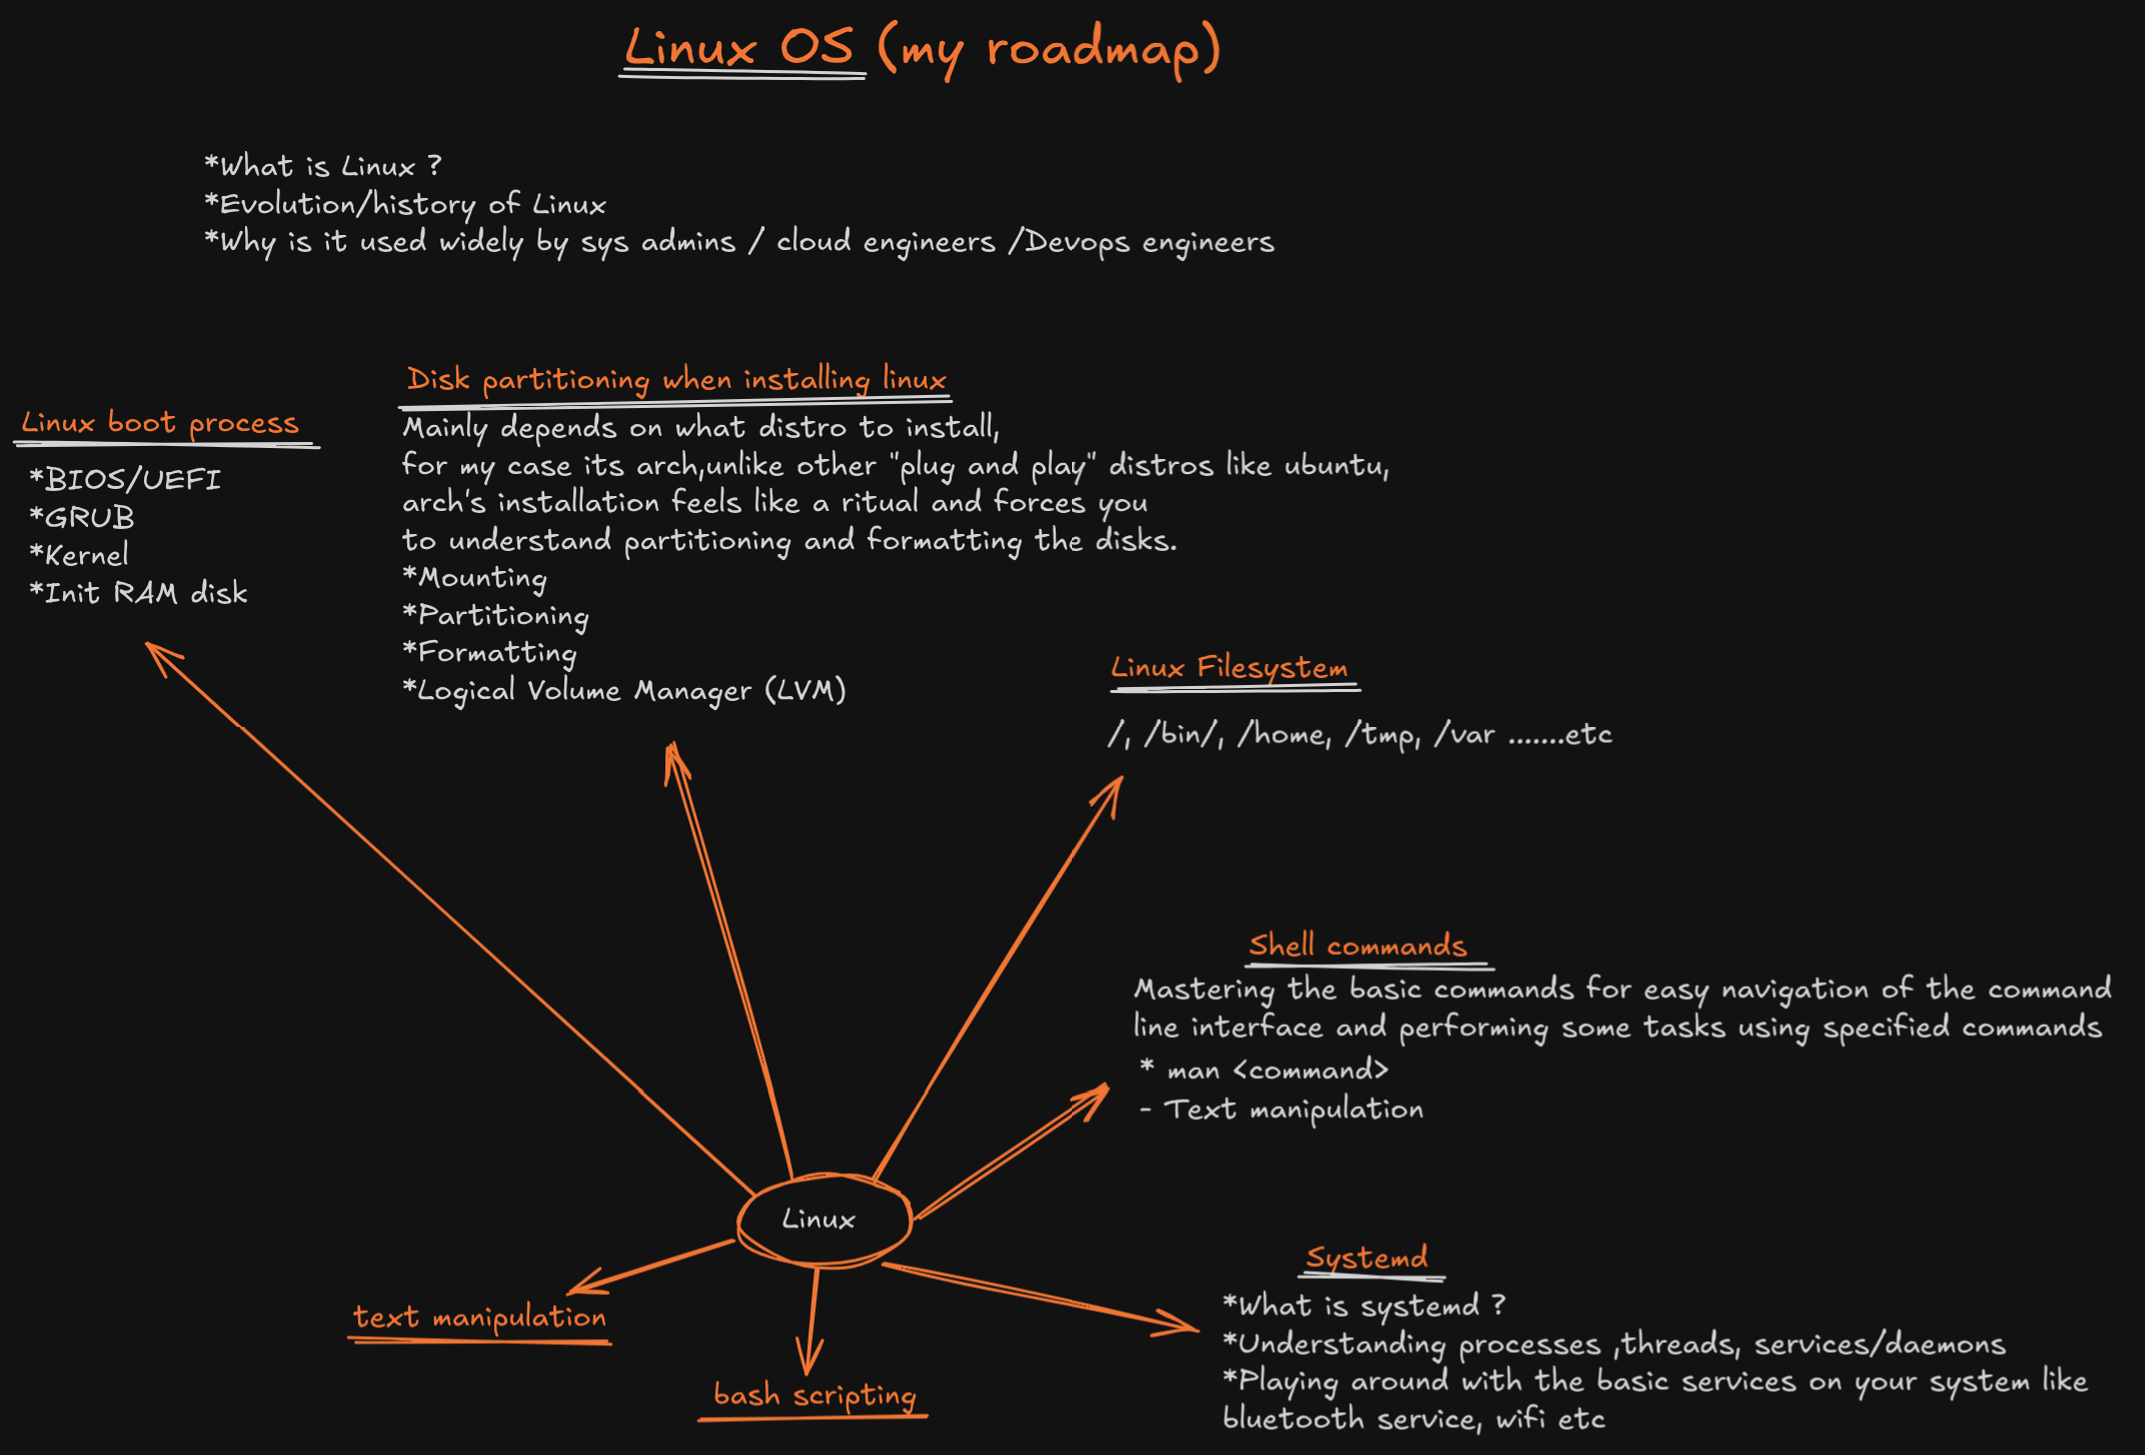 Linux OS (my roadmap)
*What is Linux ?
*Evolution/history of Linux
*Why is it used widely by sys admins / cloud engineers /Devops engineers
Linux boot process
*BIOS/UEFI
*GRUB
*Kernel
*Init RAM disk
Disk partitioning when installing linux
Mainly depends on what distro to install,
for my case its arch,unlike other "plug and play" distros like ubuntu,
arch's installation feels like a ritual and forces you
to understand partitioning and formatting the disks.
*Mounting
*Partitioning
*Formatting
*Logical Volume Manager (LVM)
Linux Filesystem
/, /bin/, /home, /tmp, /var .......etc
Shell commands
Mastering the basic commands for easy navigation of the command
line interface and performing some tasks using specified commands
* man <command>
- Text manipulation
Linux
Systemd
*What is systemd ?
*Understanding processes ,threads, services/daemons
*Playing around with the basic services on your system like
bluetooth service, wifi etc
text manipulation
bash scripting